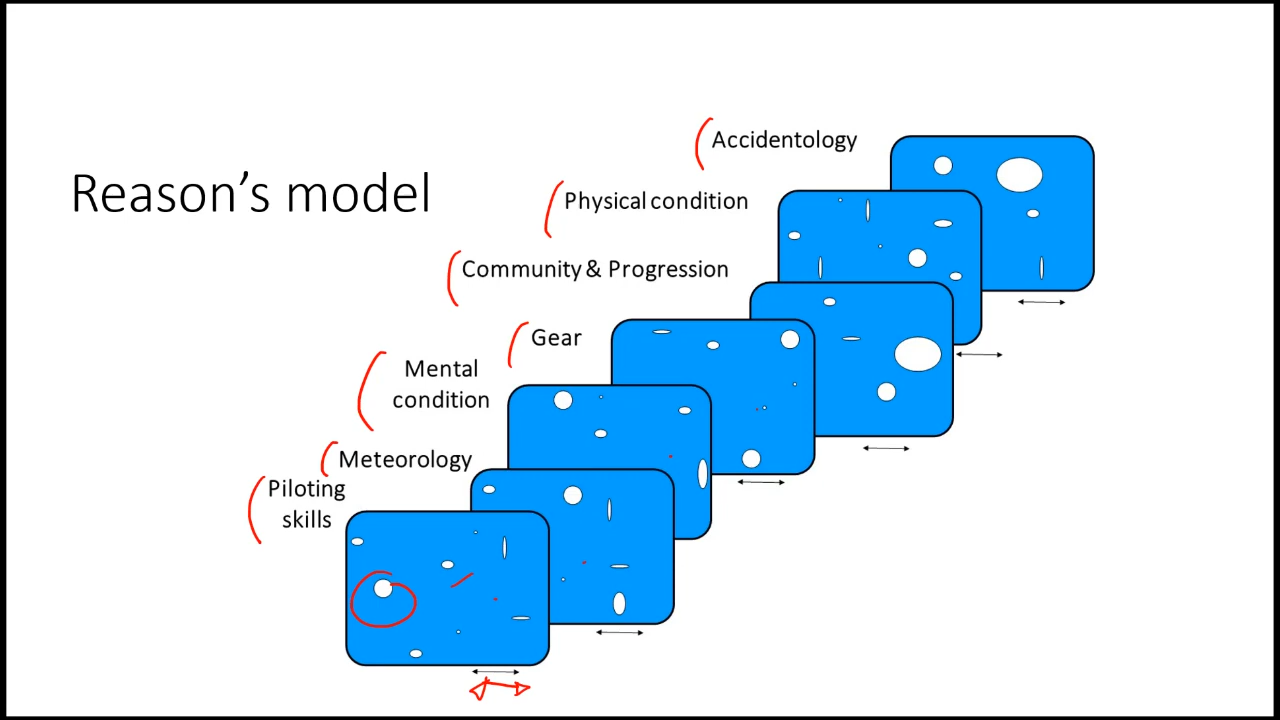 Reason’s model
Accidentology
Physical condition
Community & Progression
Gear
Mental
condition
Meteorology
Piloting
skills